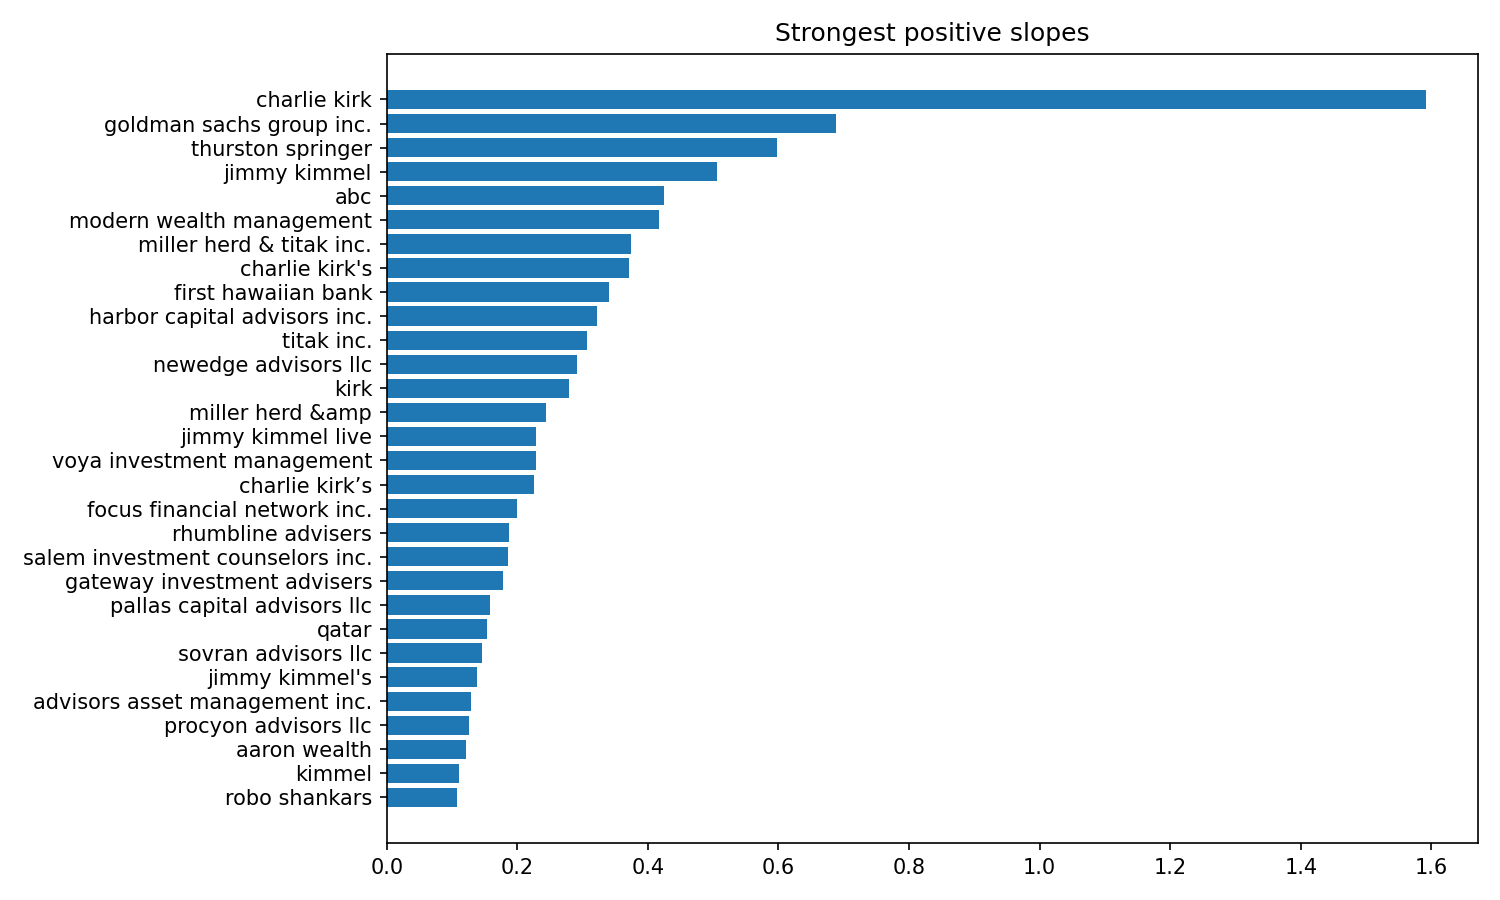 Strongest positive slopes
charlie kirk
goldman sachs group inc.
thurston springer
jimmy kimmel
abc
modern wealth management
miller herd & titak inc.
charlie kirk's
first hawaiian bank
harbor capital advisors inc.
titak inc.
newedge advisors llc
kirk
miller herd &amp
jimmy kimmel live
voya investment management
charlie kirk’s
focus financial network inc.
rhumbline advisers
salem investment counselors inc.
gateway investment advisers
pallas capital advisors llc
qatar
sovran advisors llc
jimmy kimmel's
advisors asset management inc.
procyon advisors llc
aaron wealth
kimmel
robo shankars
0.0 0.2 0.4 0.6 0.8 1.0 1.2 1.4 1.6